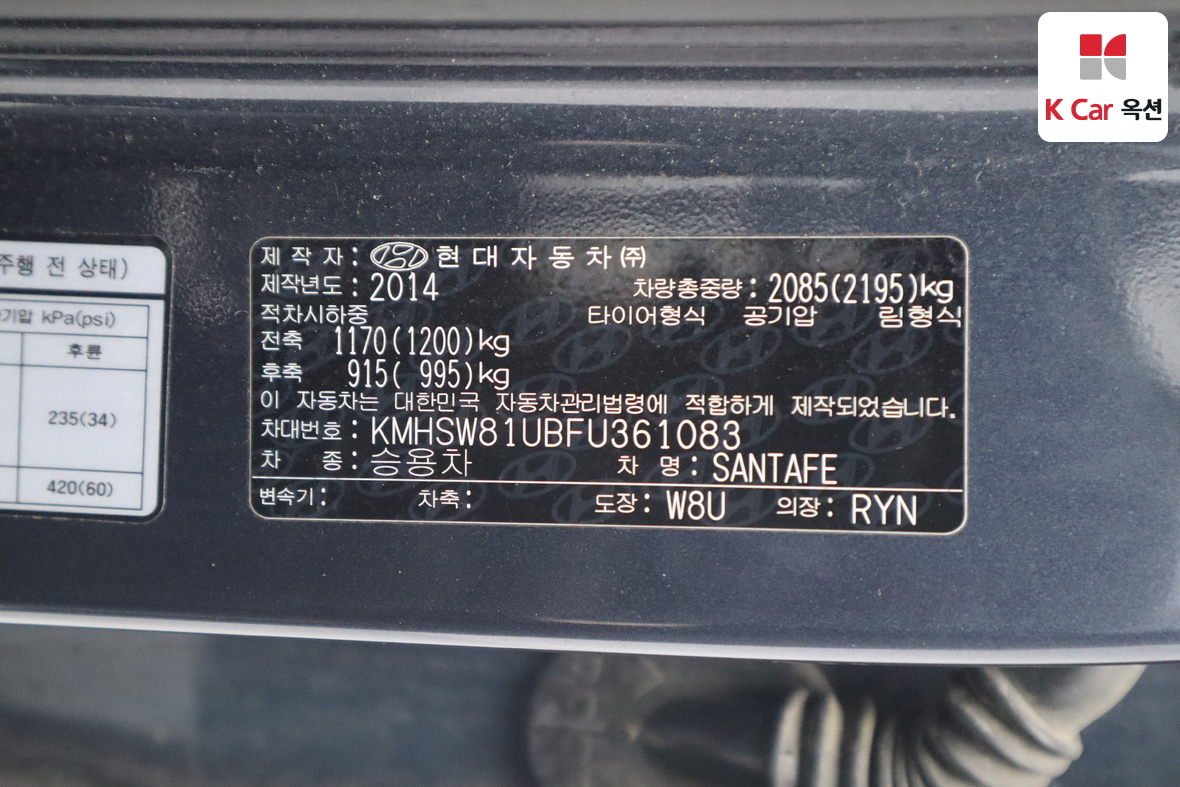 K Car 옥션
주행 전 상태)
기압 kPa(psi)
후륜
235(34)
420(60)
제 작 자 : 현 대 자 동 차 ㈜
제작년도 : 2014 차량총중량 : 2085(2195)kg
적차시하중 타이어형식 공기압 림형식
전축 1170(1200)kg
후축 915( 995)kg
이 자동차는 대한민국 자동차관리법령에 적합하게 제작되었습니다.
차대번호 : KMHSW81UBFU361083
차 종 : 승용차 차 명 : SANTAFE
변속기 : 차축 : 도장 : W8U 의장 : RYN